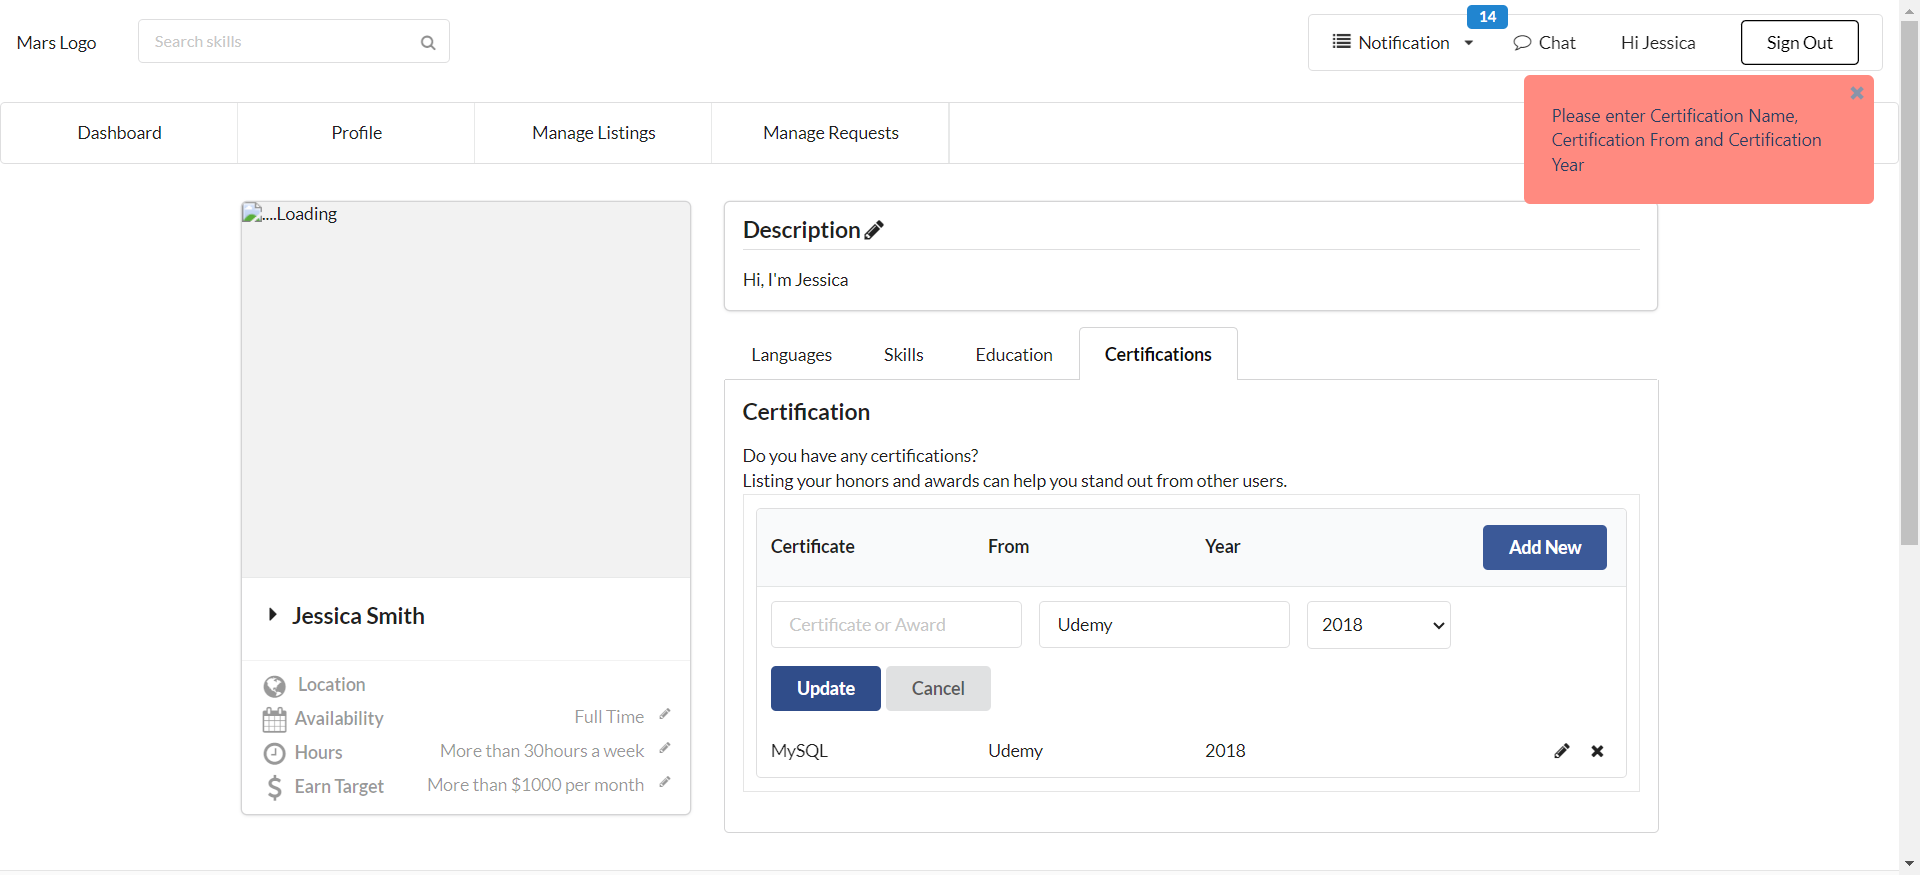 Mars Logo
Search skills
14
Notification
Chat
Hi Jessica
Sign Out
Please enter Certification Name,
Certification From and Certification
Year
Dashboard
Profile
Manage Listings
Manage Requests
....Loading
Jessica Smith
Location
Availability
Full Time
Hours
More than 30hours a week
Earn Target
More than $1000 per month
Description
Hi, I'm Jessica
Languages
Skills
Education
Certifications
Certification
Do you have any certifications?
Listing your honors and awards can help you stand out from other users.
Certificate
From
Year
Add New
Certificate or Award
Udemy
2018
Update
Cancel
MySQL
Udemy
2018